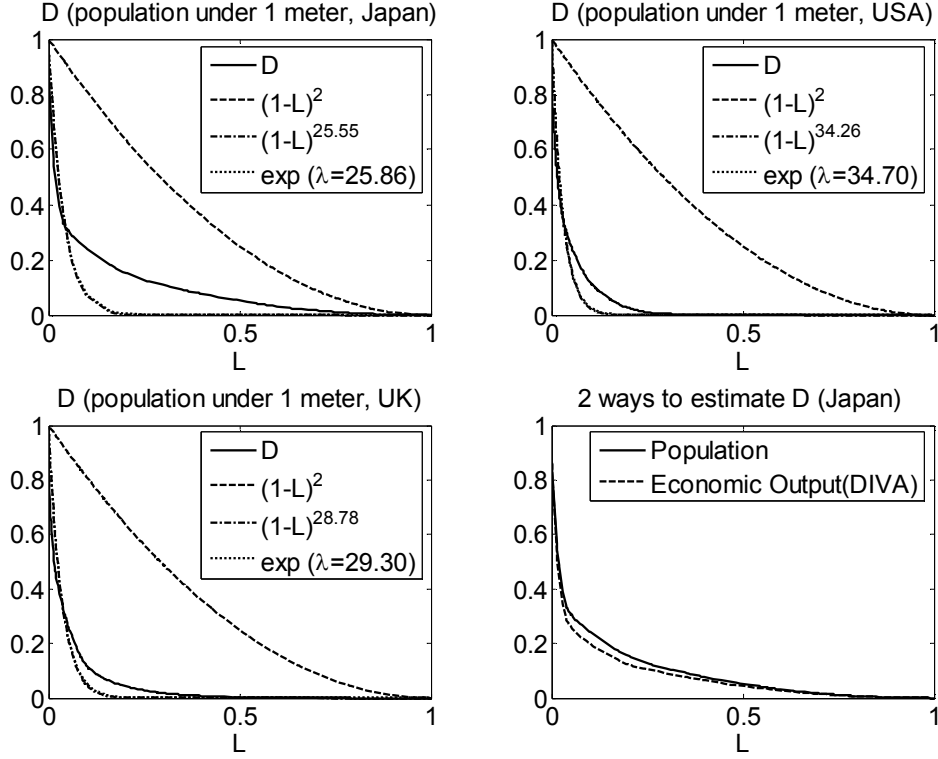 D (population under 1 meter, Japan)
1
0.8
0.6
0.4
0.2
0
0
0.5
1
L
D
(1-L)^2
(1-L)^25.55
exp (λ=25.86)
D (population under 1 meter, USA)
1
0.8
0.6
0.4
0.2
0
0
0.5
1
L
D
(1-L)^2
(1-L)^34.26
exp (λ=34.70)
D (population under 1 meter, UK)
1
0.8
0.6
0.4
0.2
0
0
0.5
1
L
D
(1-L)^2
(1-L)^28.78
exp (λ=29.30)
2 ways to estimate D (Japan)
1
0.8
0.6
0.4
0.2
0
0
0.5
1
L
Population
Economic Output(DIVA)